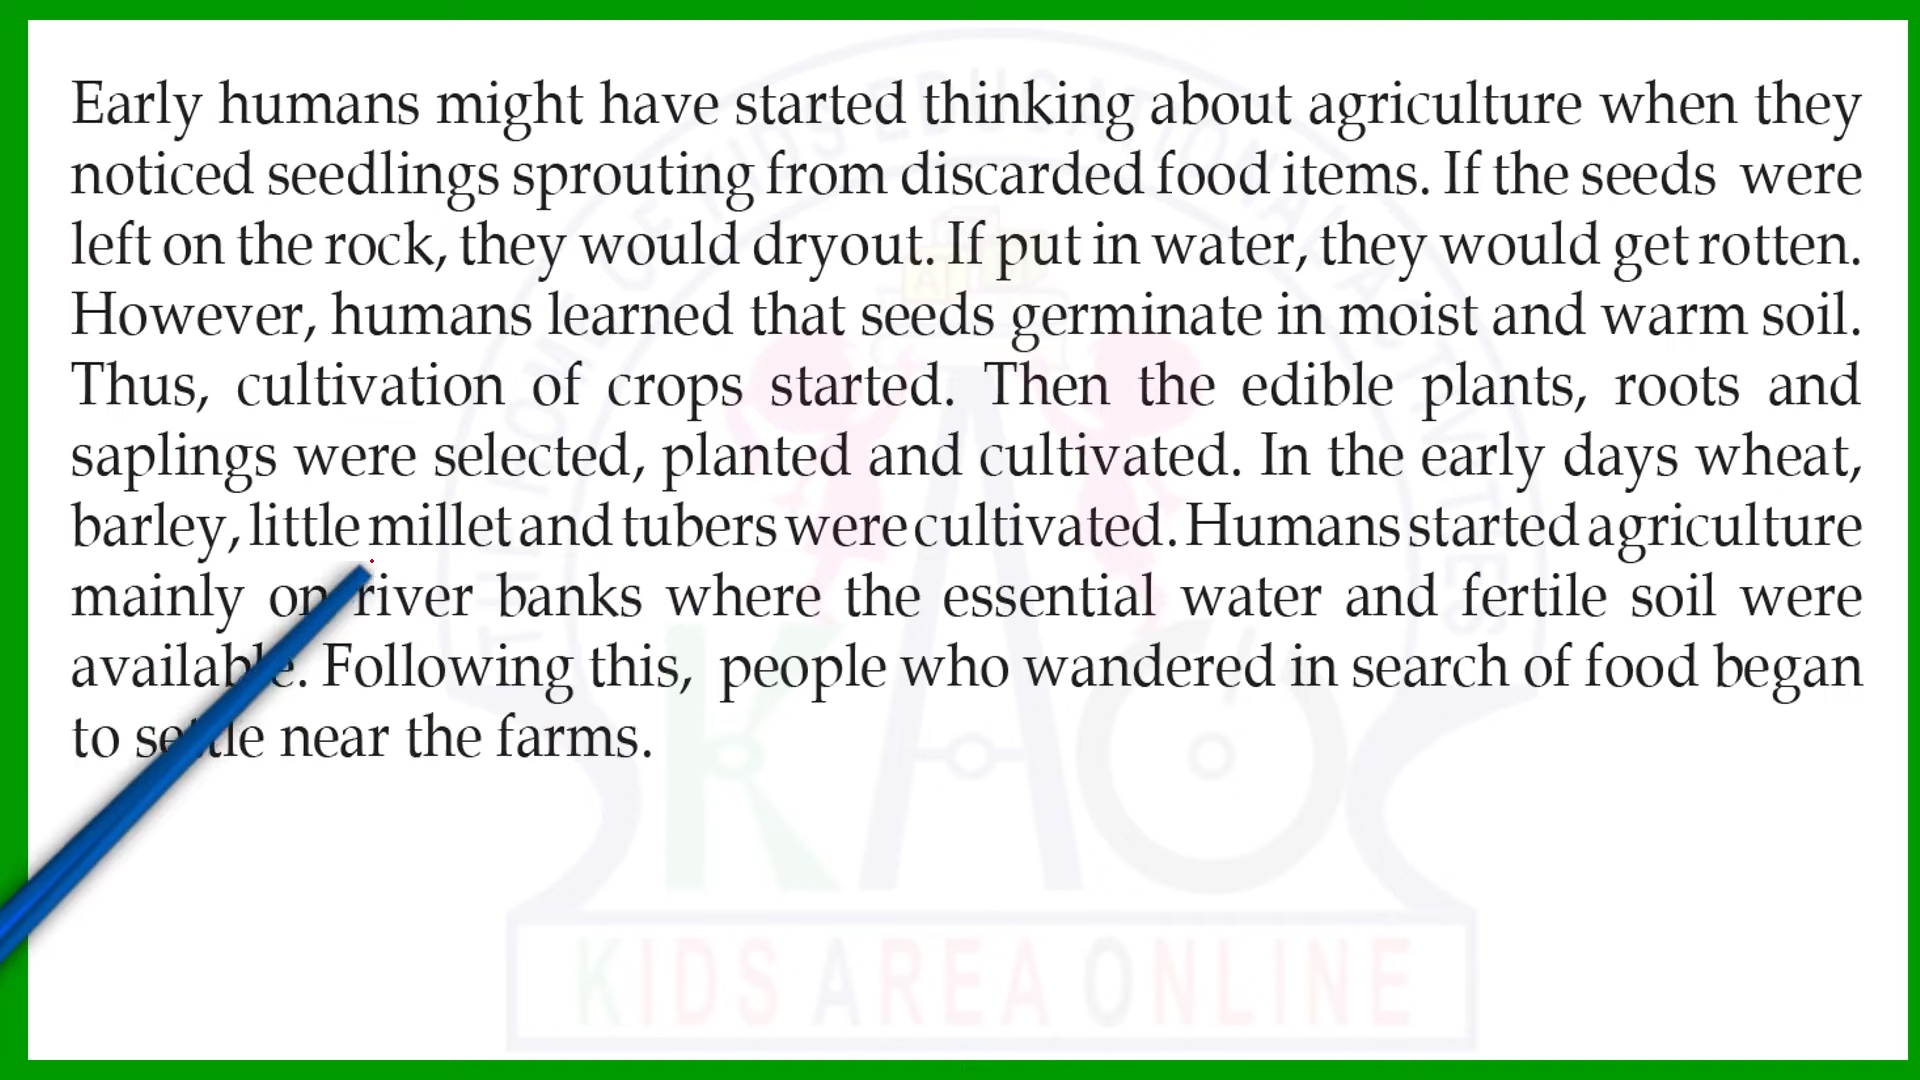 Early humans might have started thinking about agriculture when they
noticed seedlings sprouting from discarded food items. If the seeds were
left on the rock, they would dryout. If put in water, they would get rotten.
However, humans learned that seeds germinate in moist and warm soil.
Thus, cultivation of crops started. Then the edible plants, roots and
saplings were selected, planted and cultivated. In the early days wheat,
barley, little millet and tubers were cultivated. Humans started agriculture
mainly on river banks where the essential water and fertile soil were
available. Following this, people who wandered in search of food began
to settle near the farms.
KIDS AREA ONLINE